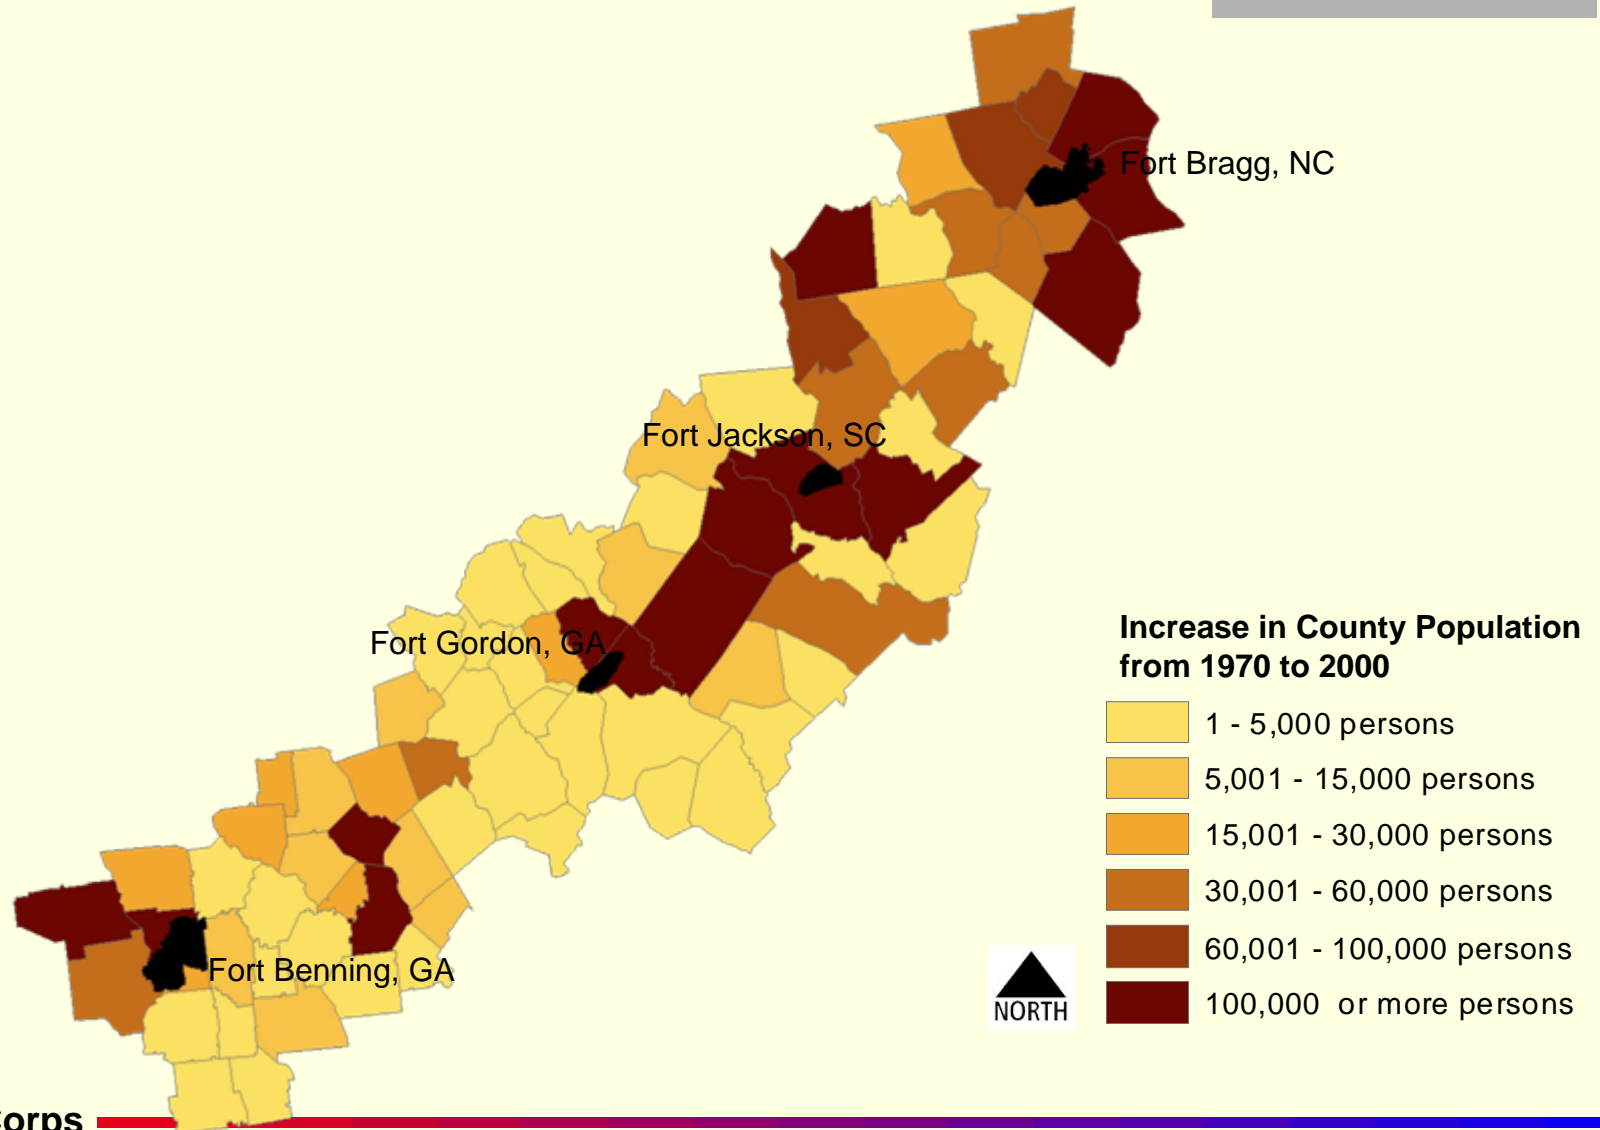 Fort Bragg, NC
Fort Jackson, SC
Fort Gordon, GA
Fort Benning, GA
Increase in County Population
from 1970 to 2000
1 - 5,000 persons
5,001 - 15,000 persons
15,001 - 30,000 persons
30,001 - 60,000 persons
60,001 - 100,000 persons
100,000 or more persons
NORTH
Corps